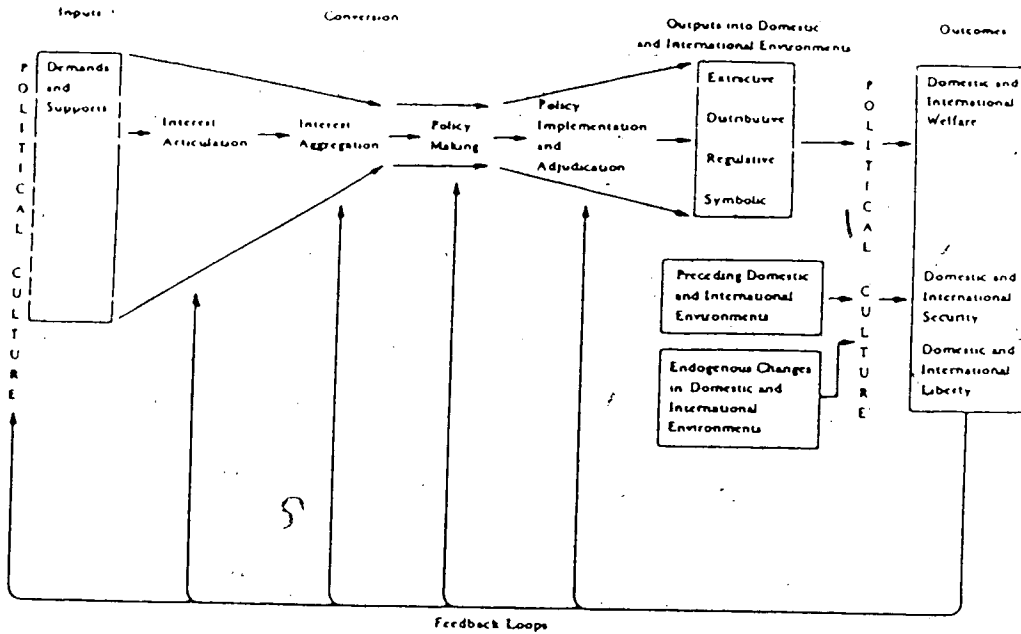 Inputs
Conversion
Outputs into Domestic
and International Environments
Outcomes
POLITICAL CULTURE
Demands
and
Supports
Interest
Articulation
Interest
Aggregation
Policy
Making
Policy
Implementation
and
Adjudication
Extractive
Distributive
Regulative
Symbolic
POLITICAL CULTURE
Domestic and
International
Welfare
Domestic and
International
Security
Domestic and
International
Liberty
Preceding Domestic
and International
Environments
Endogenous Changes
in Domestic and
International
Environments
Feedback Loops